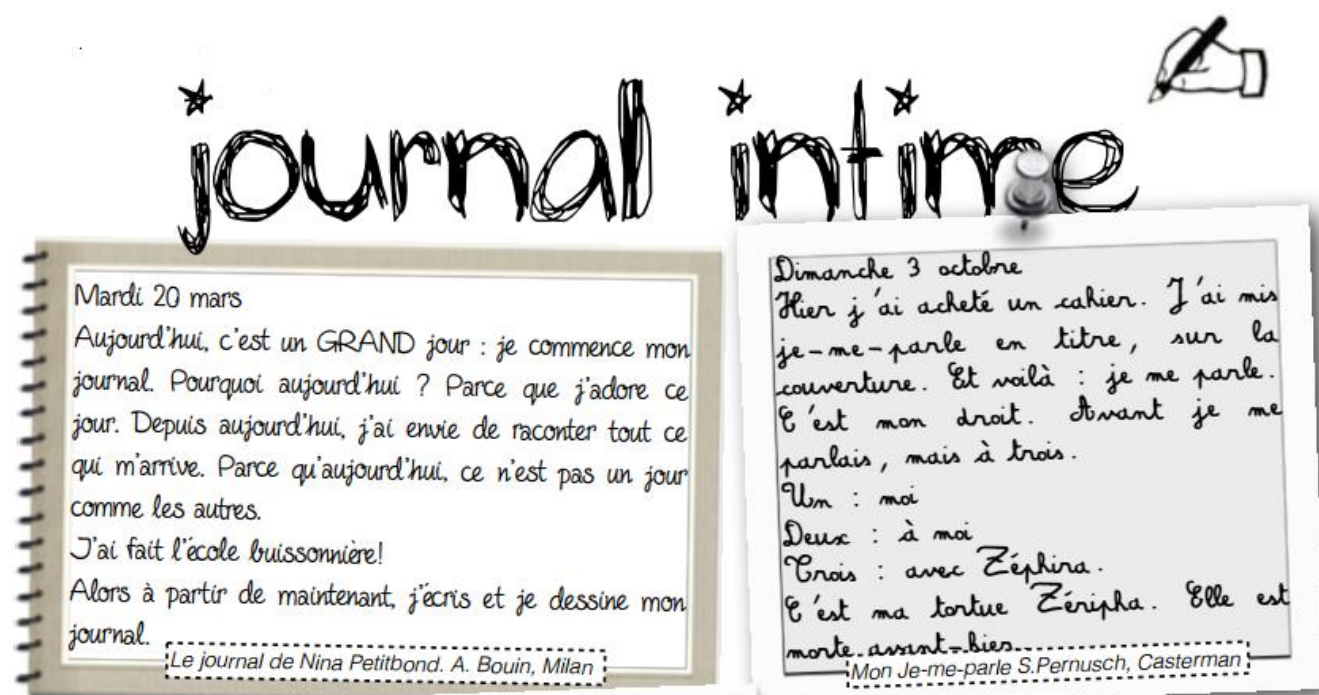 journal intime
Mardi 20 mars
Aujourd'hui, c'est un GRAND jour : je commence mon
journal. Pourquoi aujourd'hui ? Parce que j'adore ce
jour. Depuis aujourd'hui, j'ai envie de raconter tout ce
qui m'arrive. Parce qu'aujourd'hui, ce n'est pas un jour
comme les autres.
J'ai fait l'école buissonnière!
Alors à partir de maintenant, j'écris et je dessine mon
journal.
Le journal de Nina Petitbond. A. Bouin, Milan
Dimanche 3 octobre
Hier j'ai acheté un cahier. J'ai mis
je-me-parle en titre, sur la
couverture. Et voilà : je me parle.
C'est mon droit. Avant je me
parlais, mais à trois.
Un : moi
Deux : à moi
Trois : avec Zéphira.
C'est ma tortue Zéripha. Elle est
morte avant-hier.
Mon Je-me-parle S.Pernusch, Casterman